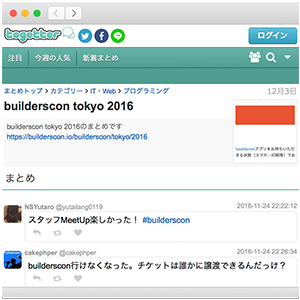 togetter
ログイン
注目 今週の人気 新着まとめ
まとめトップ > カテゴリー > IT・Web > プログラミング 12月3日
builderscon tokyo 2016
builderscon tokyo 2016のまとめです
https://builderscon.io/builderscon/tokyo/2016
まとめ
NSYutaro @yutailang0119 2016-11-24 22:22:12
スタッフMeetUp楽しかった！ #builderscon
cakephper @cakephper 2016-11-24 22:26:34
builderscon行けなくなった。チケットは誰かに譲渡できるんだっけ？